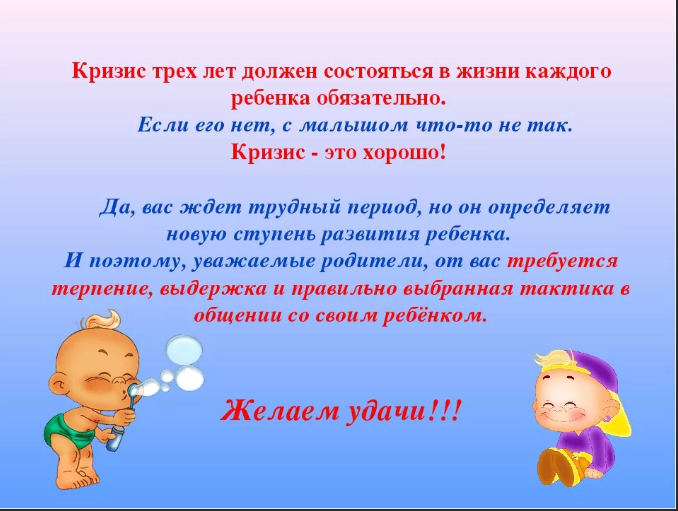 Кризис трех лет должен состояться в жизни каждого
ребенка обязательно.
Если его нет, с малышом что-то не так.
Кризис - это хорошо!
Да, вас ждет трудный период, но он определяет
новую ступень развития ребенка.
И поэтому, уважаемые родители, от вас требуется
терпение, выдержка и правильно выбранная тактика в
общении со своим ребёнком.
Желаем удачи!!!